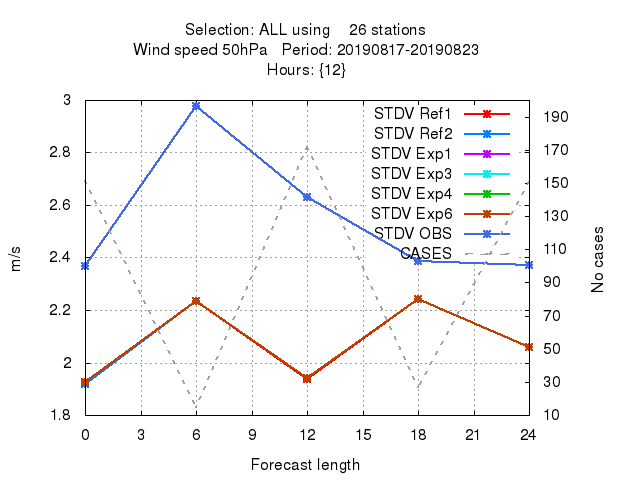 Selection: ALL using 26 stations
Wind speed 50hPa Period: 20190817-20190823
Hours: {12}
3
2.8
2.6
2.4
2.2
2
1.8
m/s
STDV Ref1
STDV Ref2
STDV Exp1
STDV Exp3
STDV Exp4
STDV Exp6
STDV OBS
CASES
190
170
150
130
110
90
70
50
30
10
No cases
0 3 6 9 12 15 18 21 24
Forecast length